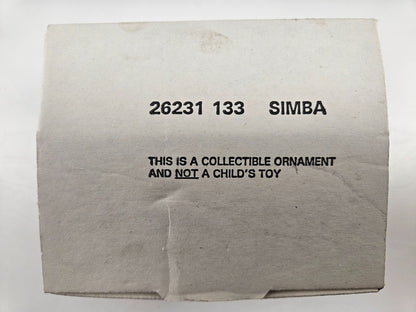 26231 133 SIMBA
THIS IS A COLLECTIBLE ORNAMENT
AND NOT A CHILD'S TOY